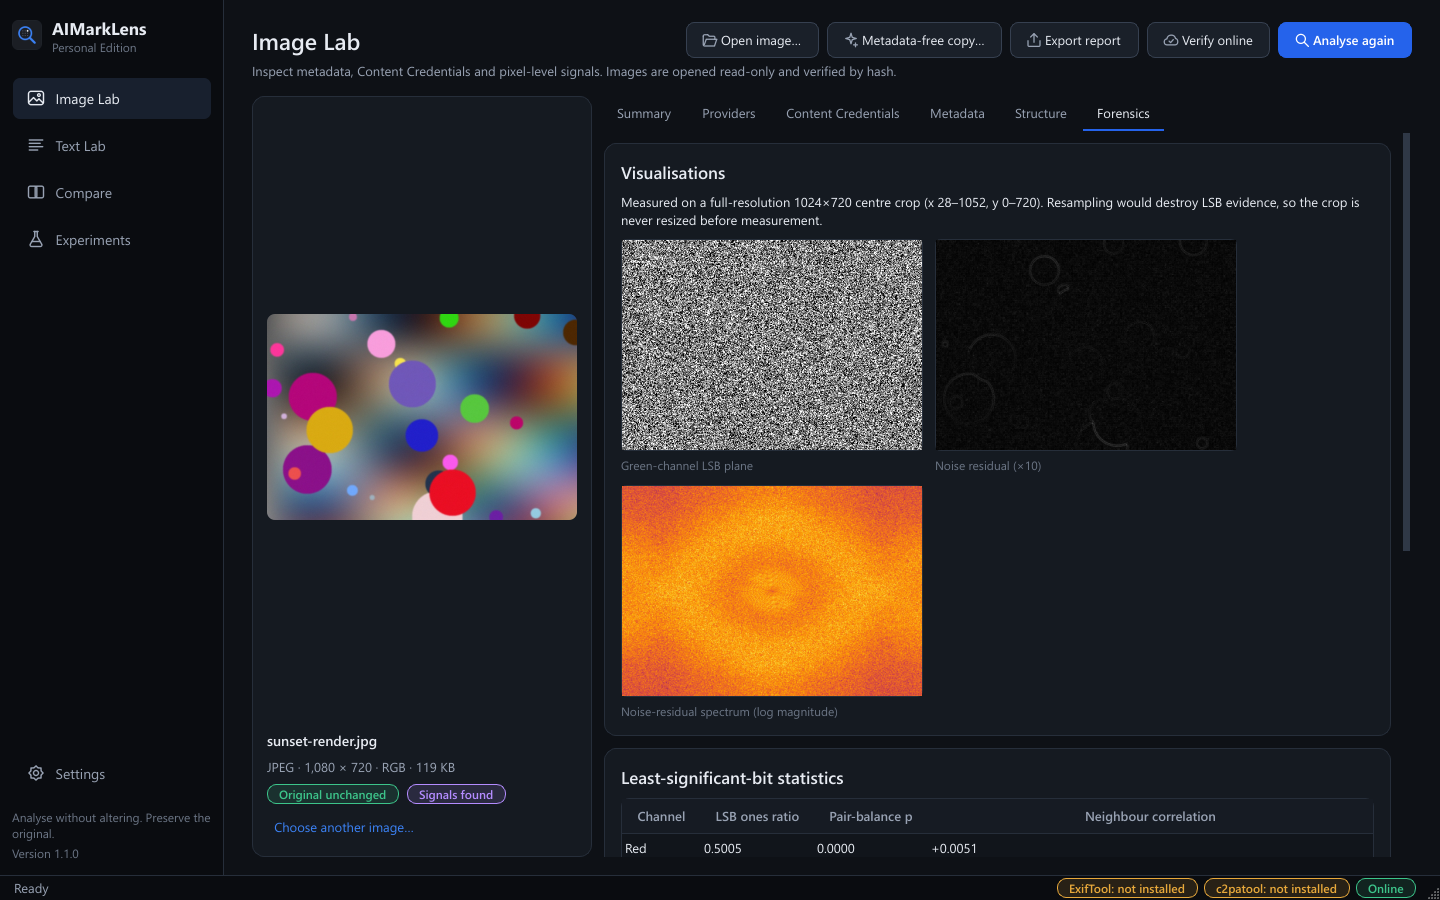 AIMarkLens
Personal Edition
Image Lab
Text Lab
Compare
Experiments
Settings
Analyse without altering. Preserve the
original.
Version 1.1.0
Image Lab
Open image...
Metadata-free copy...
Export report
Verify online
Analyse again
Inspect metadata, Content Credentials and pixel-level signals. Images are opened read-only and verified by hash.
sunset-render.jpg
JPEG · 1,080 × 720 · RGB · 119 KB
Original unchanged
Signals found
Choose another image...
Summary
Providers
Content Credentials
Metadata
Structure
Forensics
Visualisations
Measured on a full-resolution 1024×720 centre crop (x 28–1052, y 0–720). Resampling would destroy LSB evidence, so the crop is
never resized before measurement.
Green-channel LSB plane
Noise residual (×10)
Noise-residual spectrum (log magnitude)
Least-significant-bit statistics
Channel LSB ones ratio Pair-balance p Neighbour correlation
Red 0.5005 0.0000 +0.0051
Ready
ExifTool: not installed
c2patool: not installed
Online